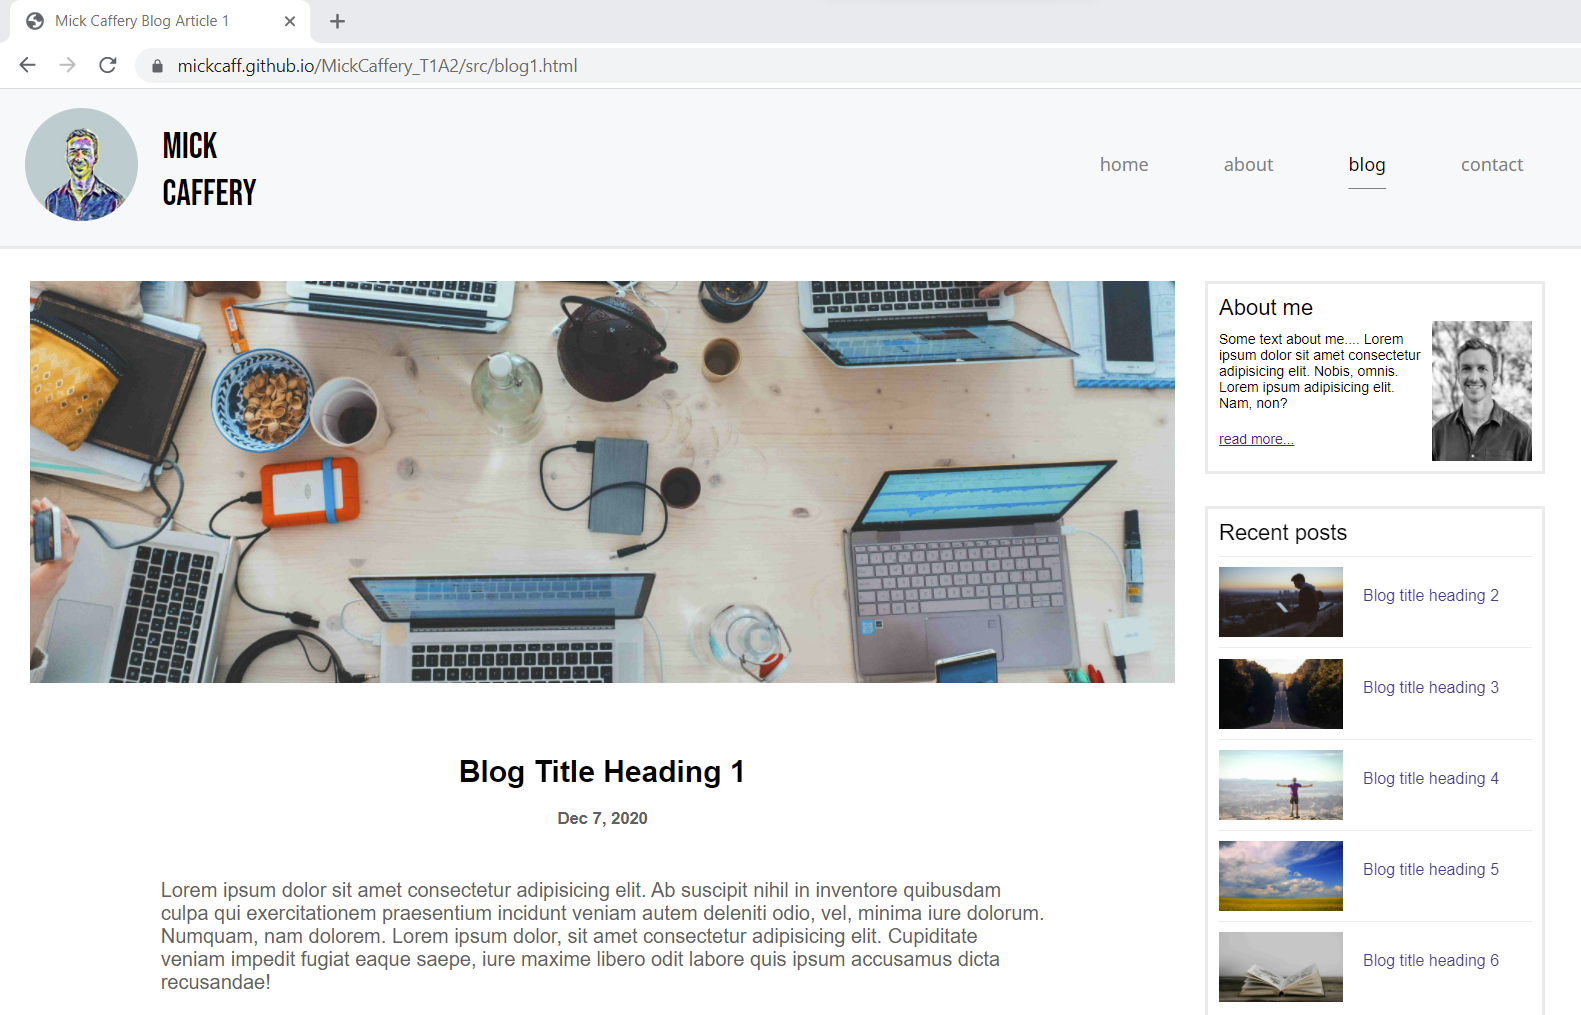 Mick Caffery Blog Article 1
mickcaff.github.io/MickCaffery_T1A2/src/blog1.html
MICK
CAFFERY
home
about
blog
contact
About me
Some text about me.... Lorem
ipsum dolor sit amet consectetur
adipisicing elit. Nobis, omnis.
Lorem ipsum adipisicing elit.
Nam, non?
read more...
Recent posts
Blog title heading 2
Blog title heading 3
Blog title heading 4
Blog title heading 5
Blog title heading 6
Blog Title Heading 1
Dec 7, 2020
Lorem ipsum dolor sit amet consectetur adipisicing elit. Ab suscipit nihil in inventore quibusdam
culpa qui exercitationem praesentium incidunt veniam autem deleniti odio, vel, minima iure dolorum.
Numquam, nam dolorem. Lorem ipsum dolor, sit amet consectetur adipisicing elit. Cupiditate
veniam impedit fugiat eaque saepe, iure maxime libero odit labore quis ipsum accusamus dicta
recusandae!